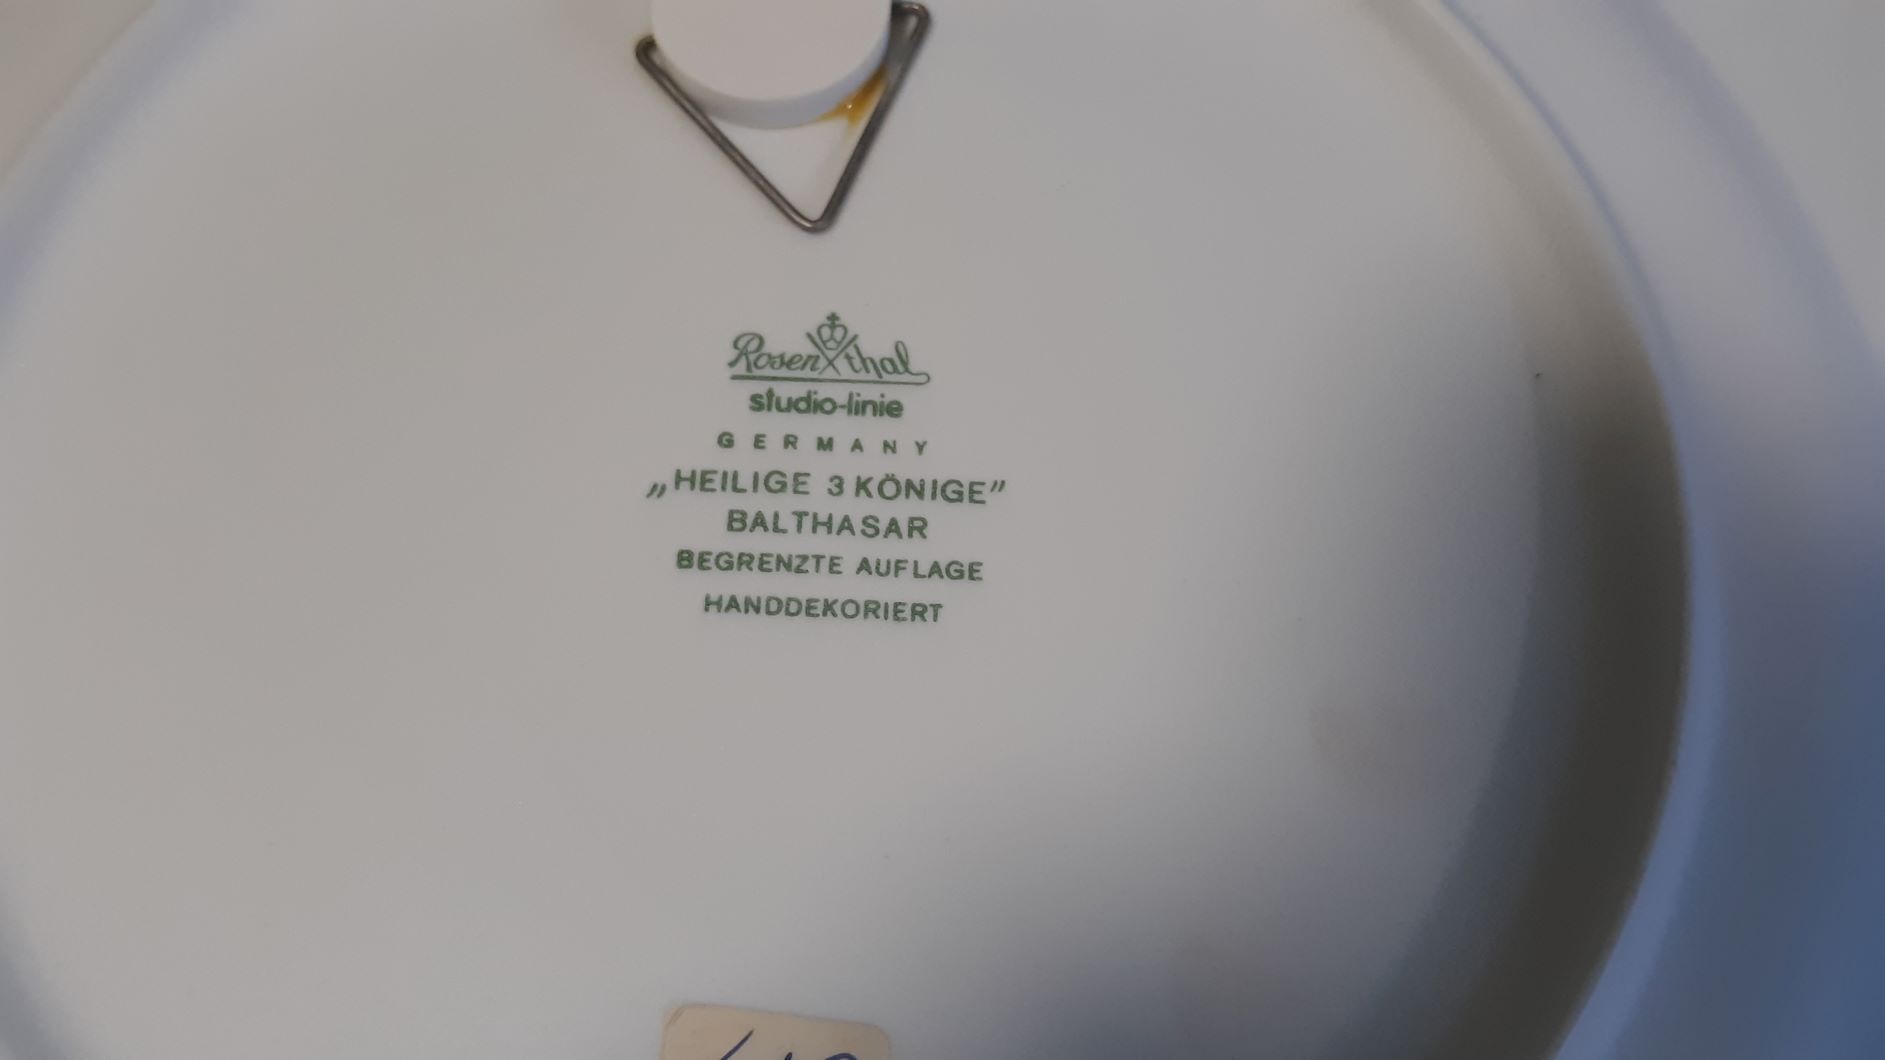 Rosenthal
studio-linie
GERMANY
„HEILIGE 3 KÖNIGE"
BALTHASAR
BEGRENZTE AUFLAGE
HANDDEKORIERT